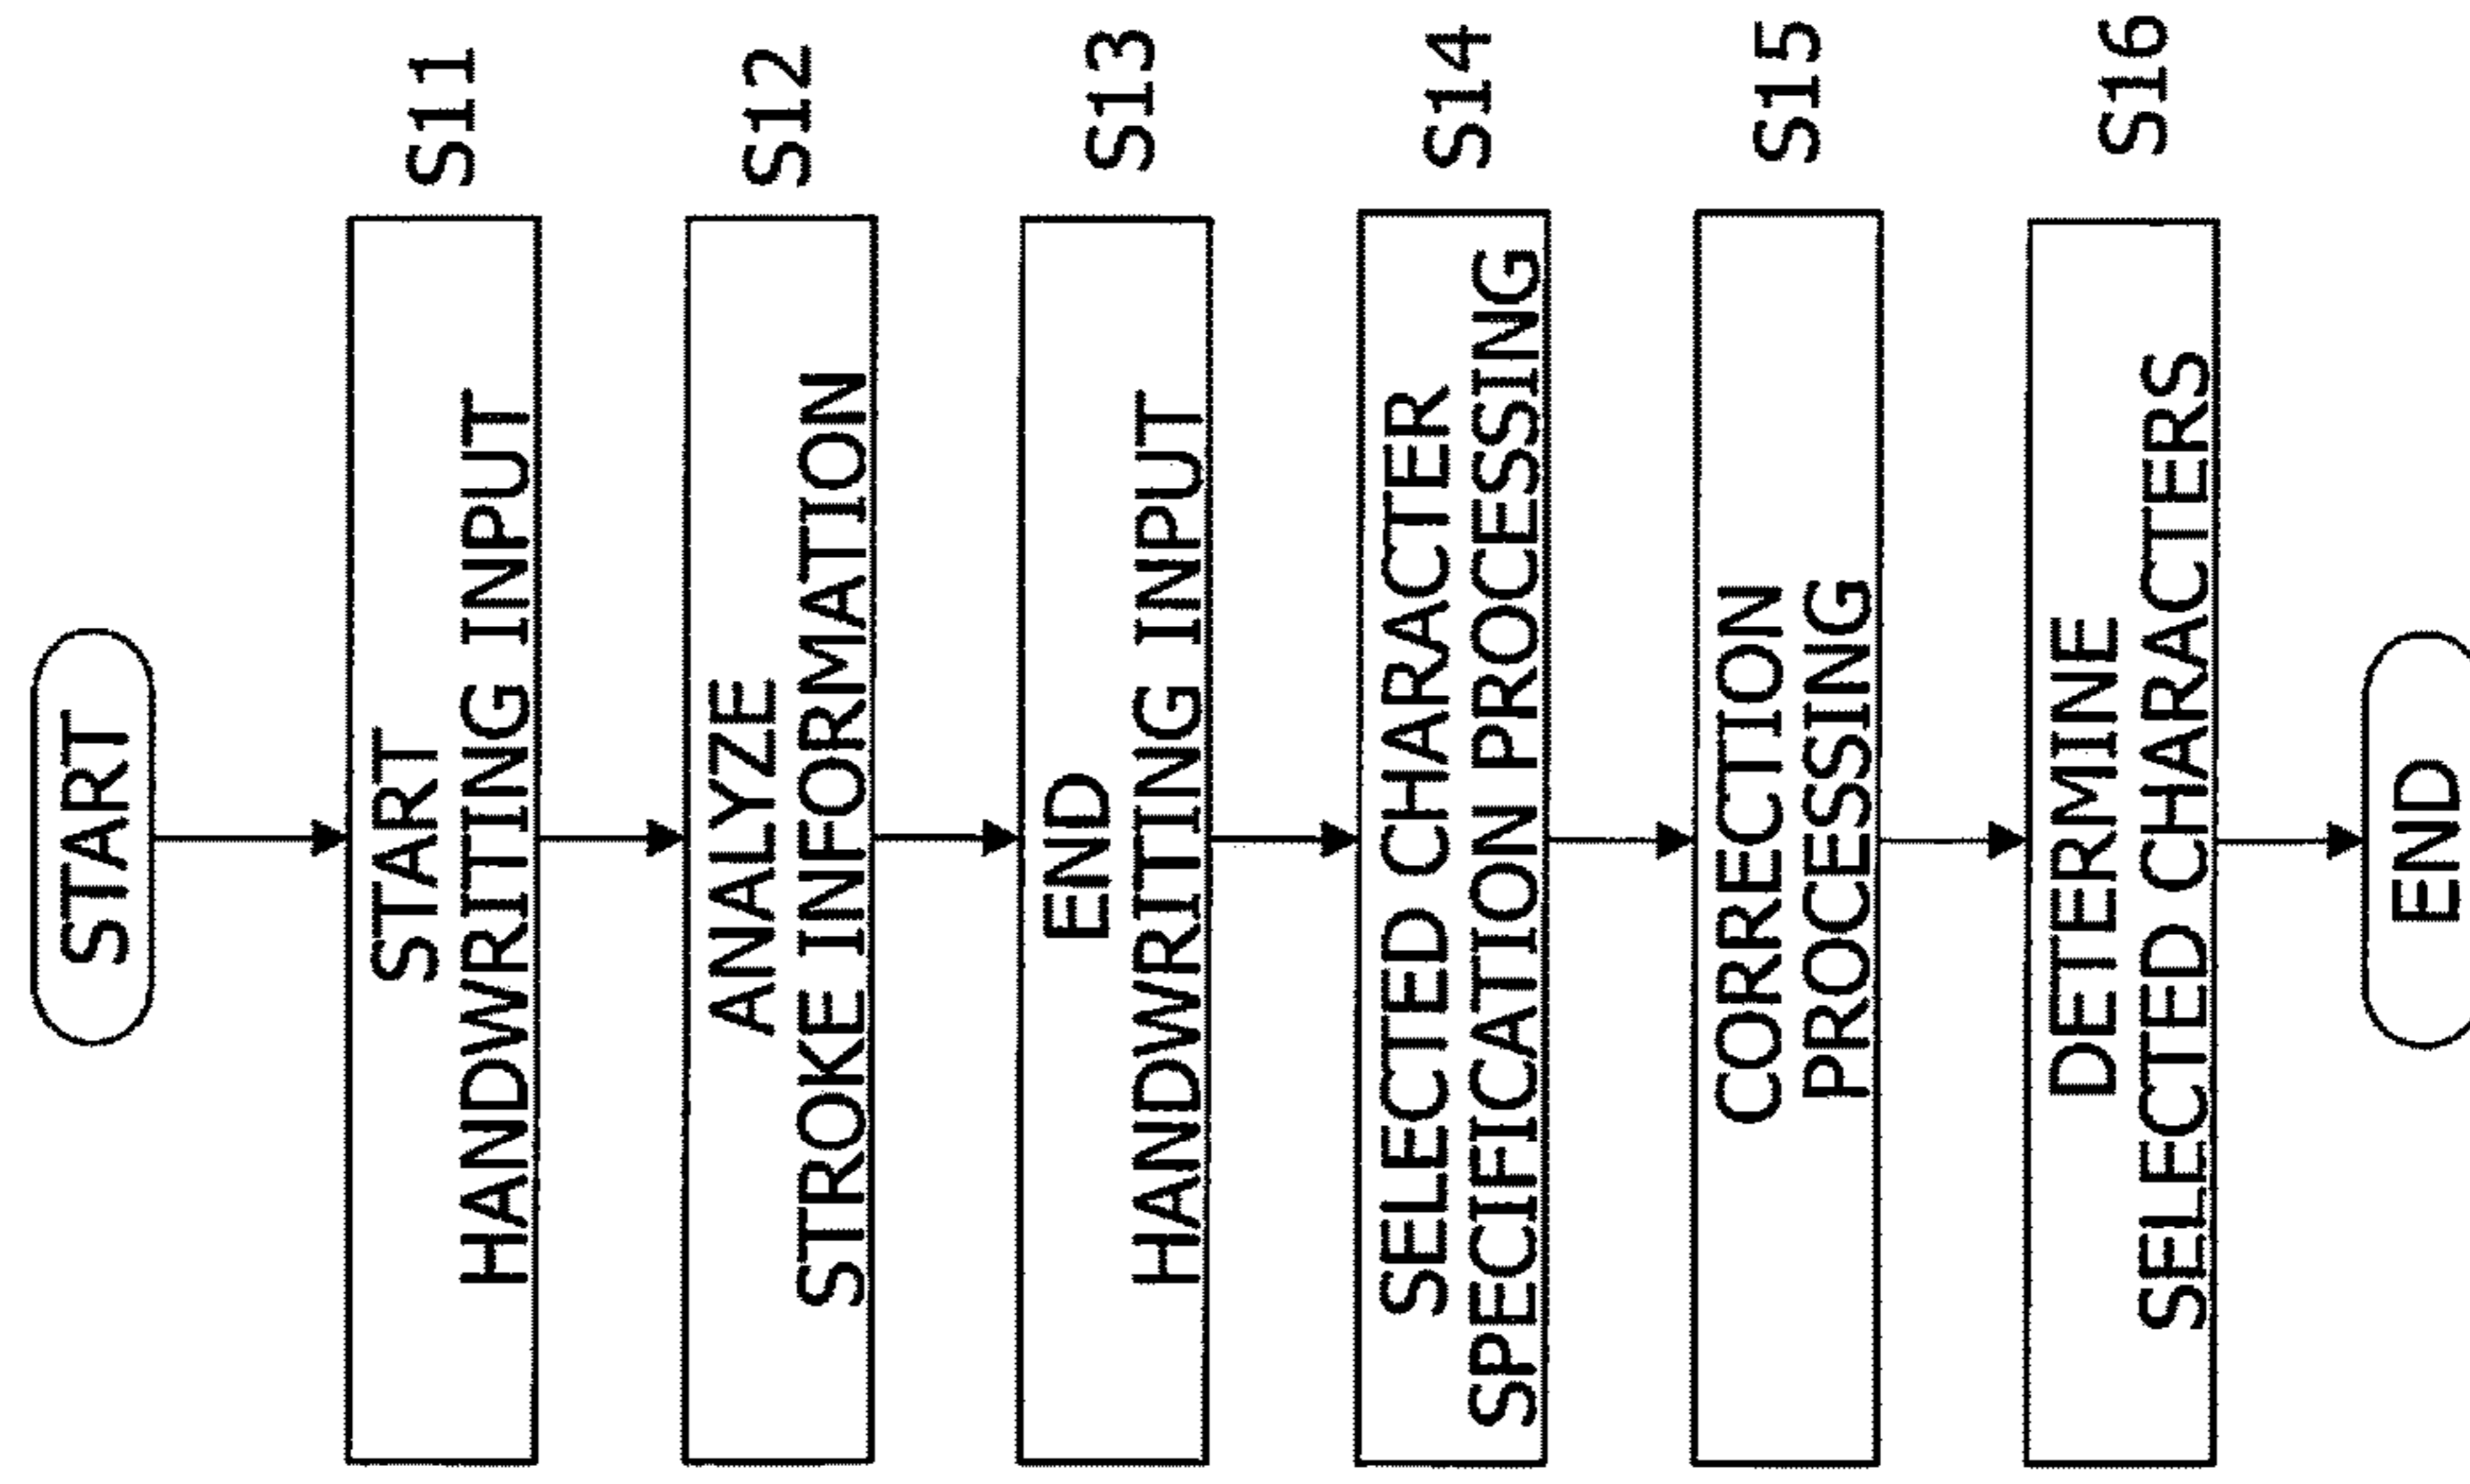 START
START
HANDWRITING INPUT
S11
ANALYZE
STROKE INFORMATION
S12
END
HANDWRITING INPUT
S13
SELECTED CHARACTER
SPECIFICATION PROCESSING
S14
CORRECTION
PROCESSING
S15
DETERMINE
SELECTED CHARACTERS
S16
END